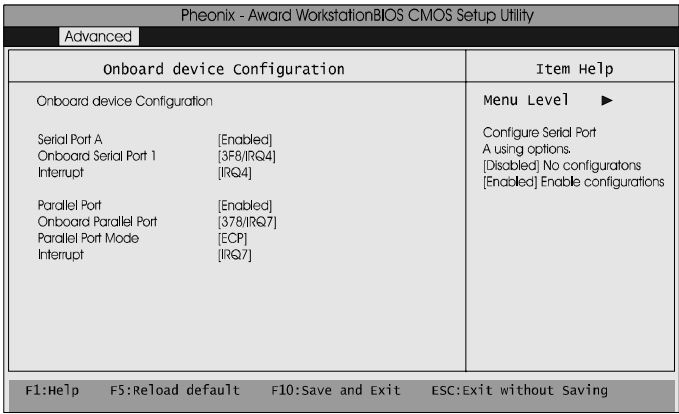 Pheonix - Award WorkstationBIOS CMOS Setup Utility
Advanced
Onboard device Configuration
Onboard device Configuration
Serial Port A [Enabled]
Onboard Serial Port 1 [3F8/IRQ4]
Interrupt [IRQ4]
Parallel Port [Enabled]
Onboard Parallel Port [378/IRQ7]
Parallel Port Mode [ECP]
Interrupt [IRQ7]
Item Help
Menu Level ►
Configure Serial Port
A using options.
[Disabled] No configuratons
[Enabled] Enable configurations
F1:Help F5:Reload default F10:Save and Exit ESC:Exit without Saving